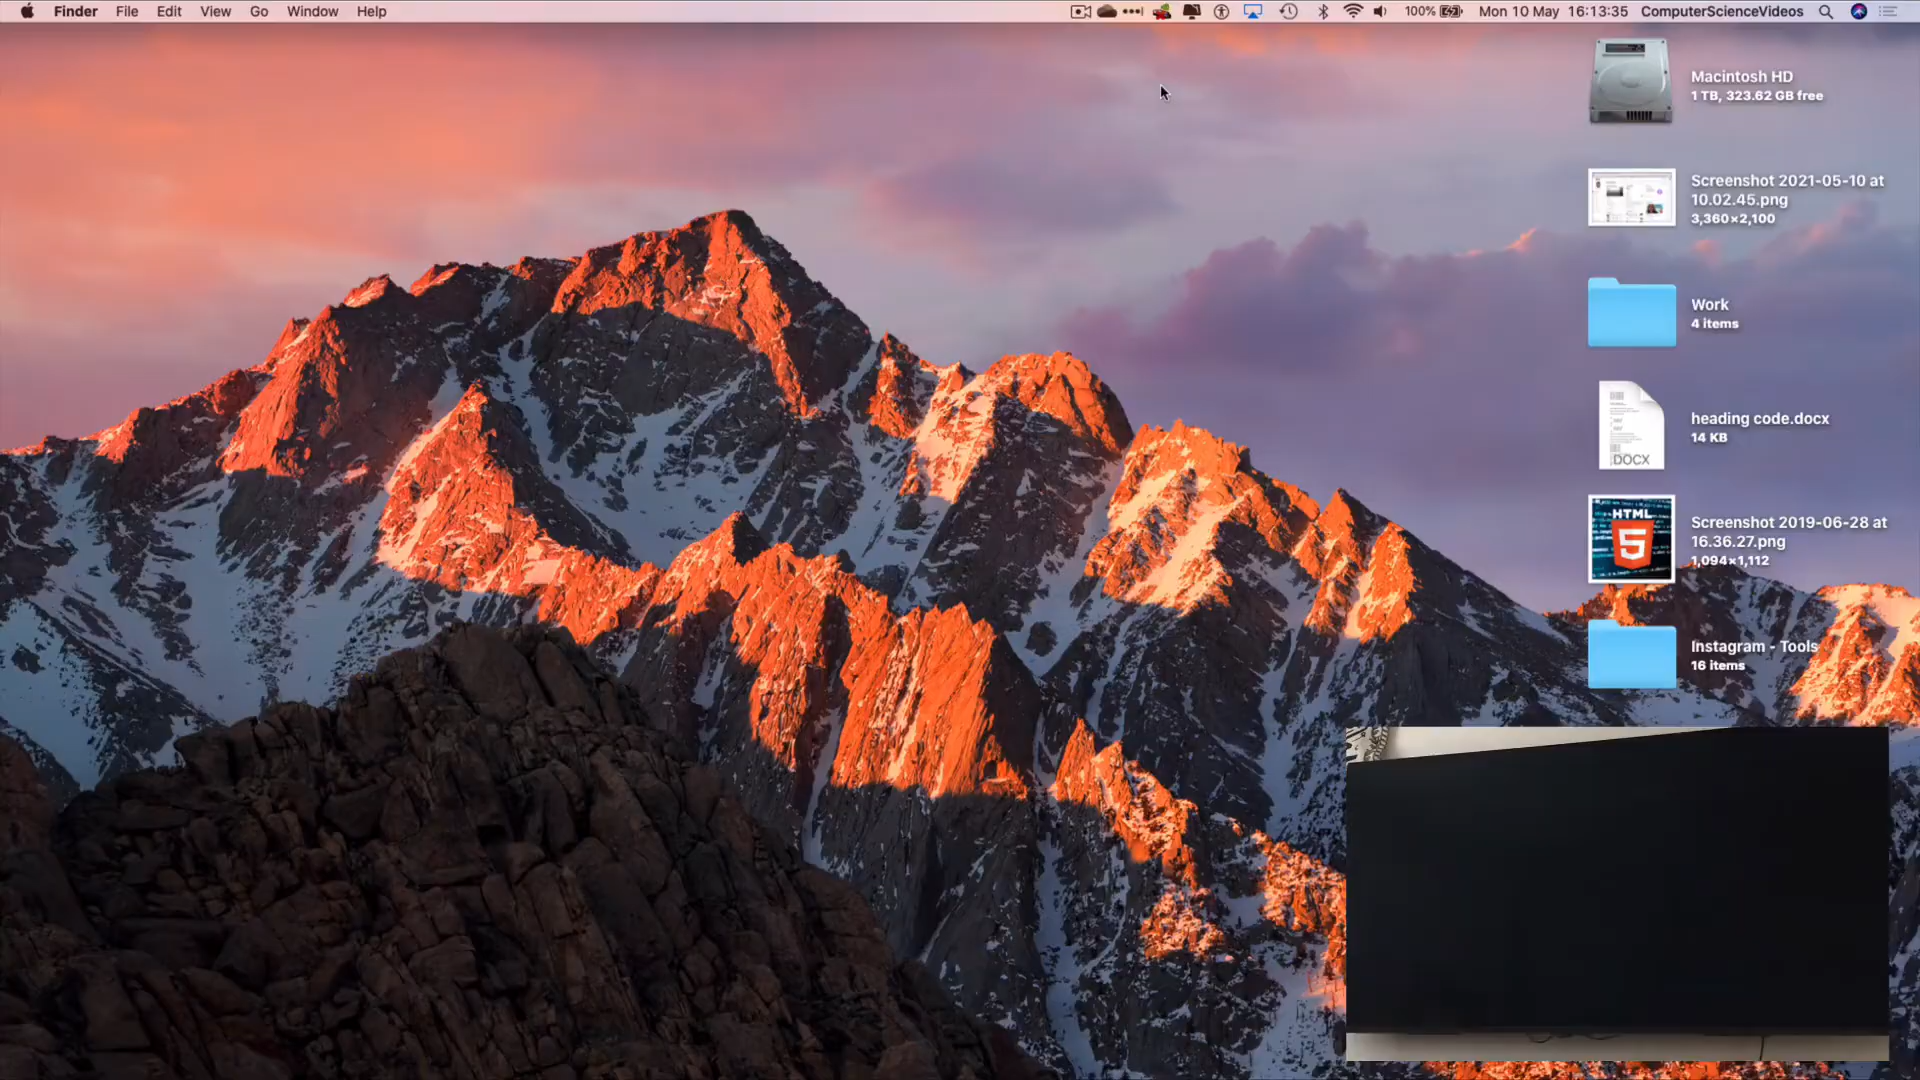 Finder File Edit View Go Window Help 100% Mon 10 May 16:13:35 ComputerScienceVideos
Macintosh HD
1 TB, 323.62 GB free
Screenshot 2021-05-10 at
10.02.45.png
3,360×2,100
Work
4 items
heading code.docx
14 KB
DOCX
HTML
5
Screenshot 2019-06-28 at
16.36.27.png
1,094×1,112
Instagram - Tools
16 items